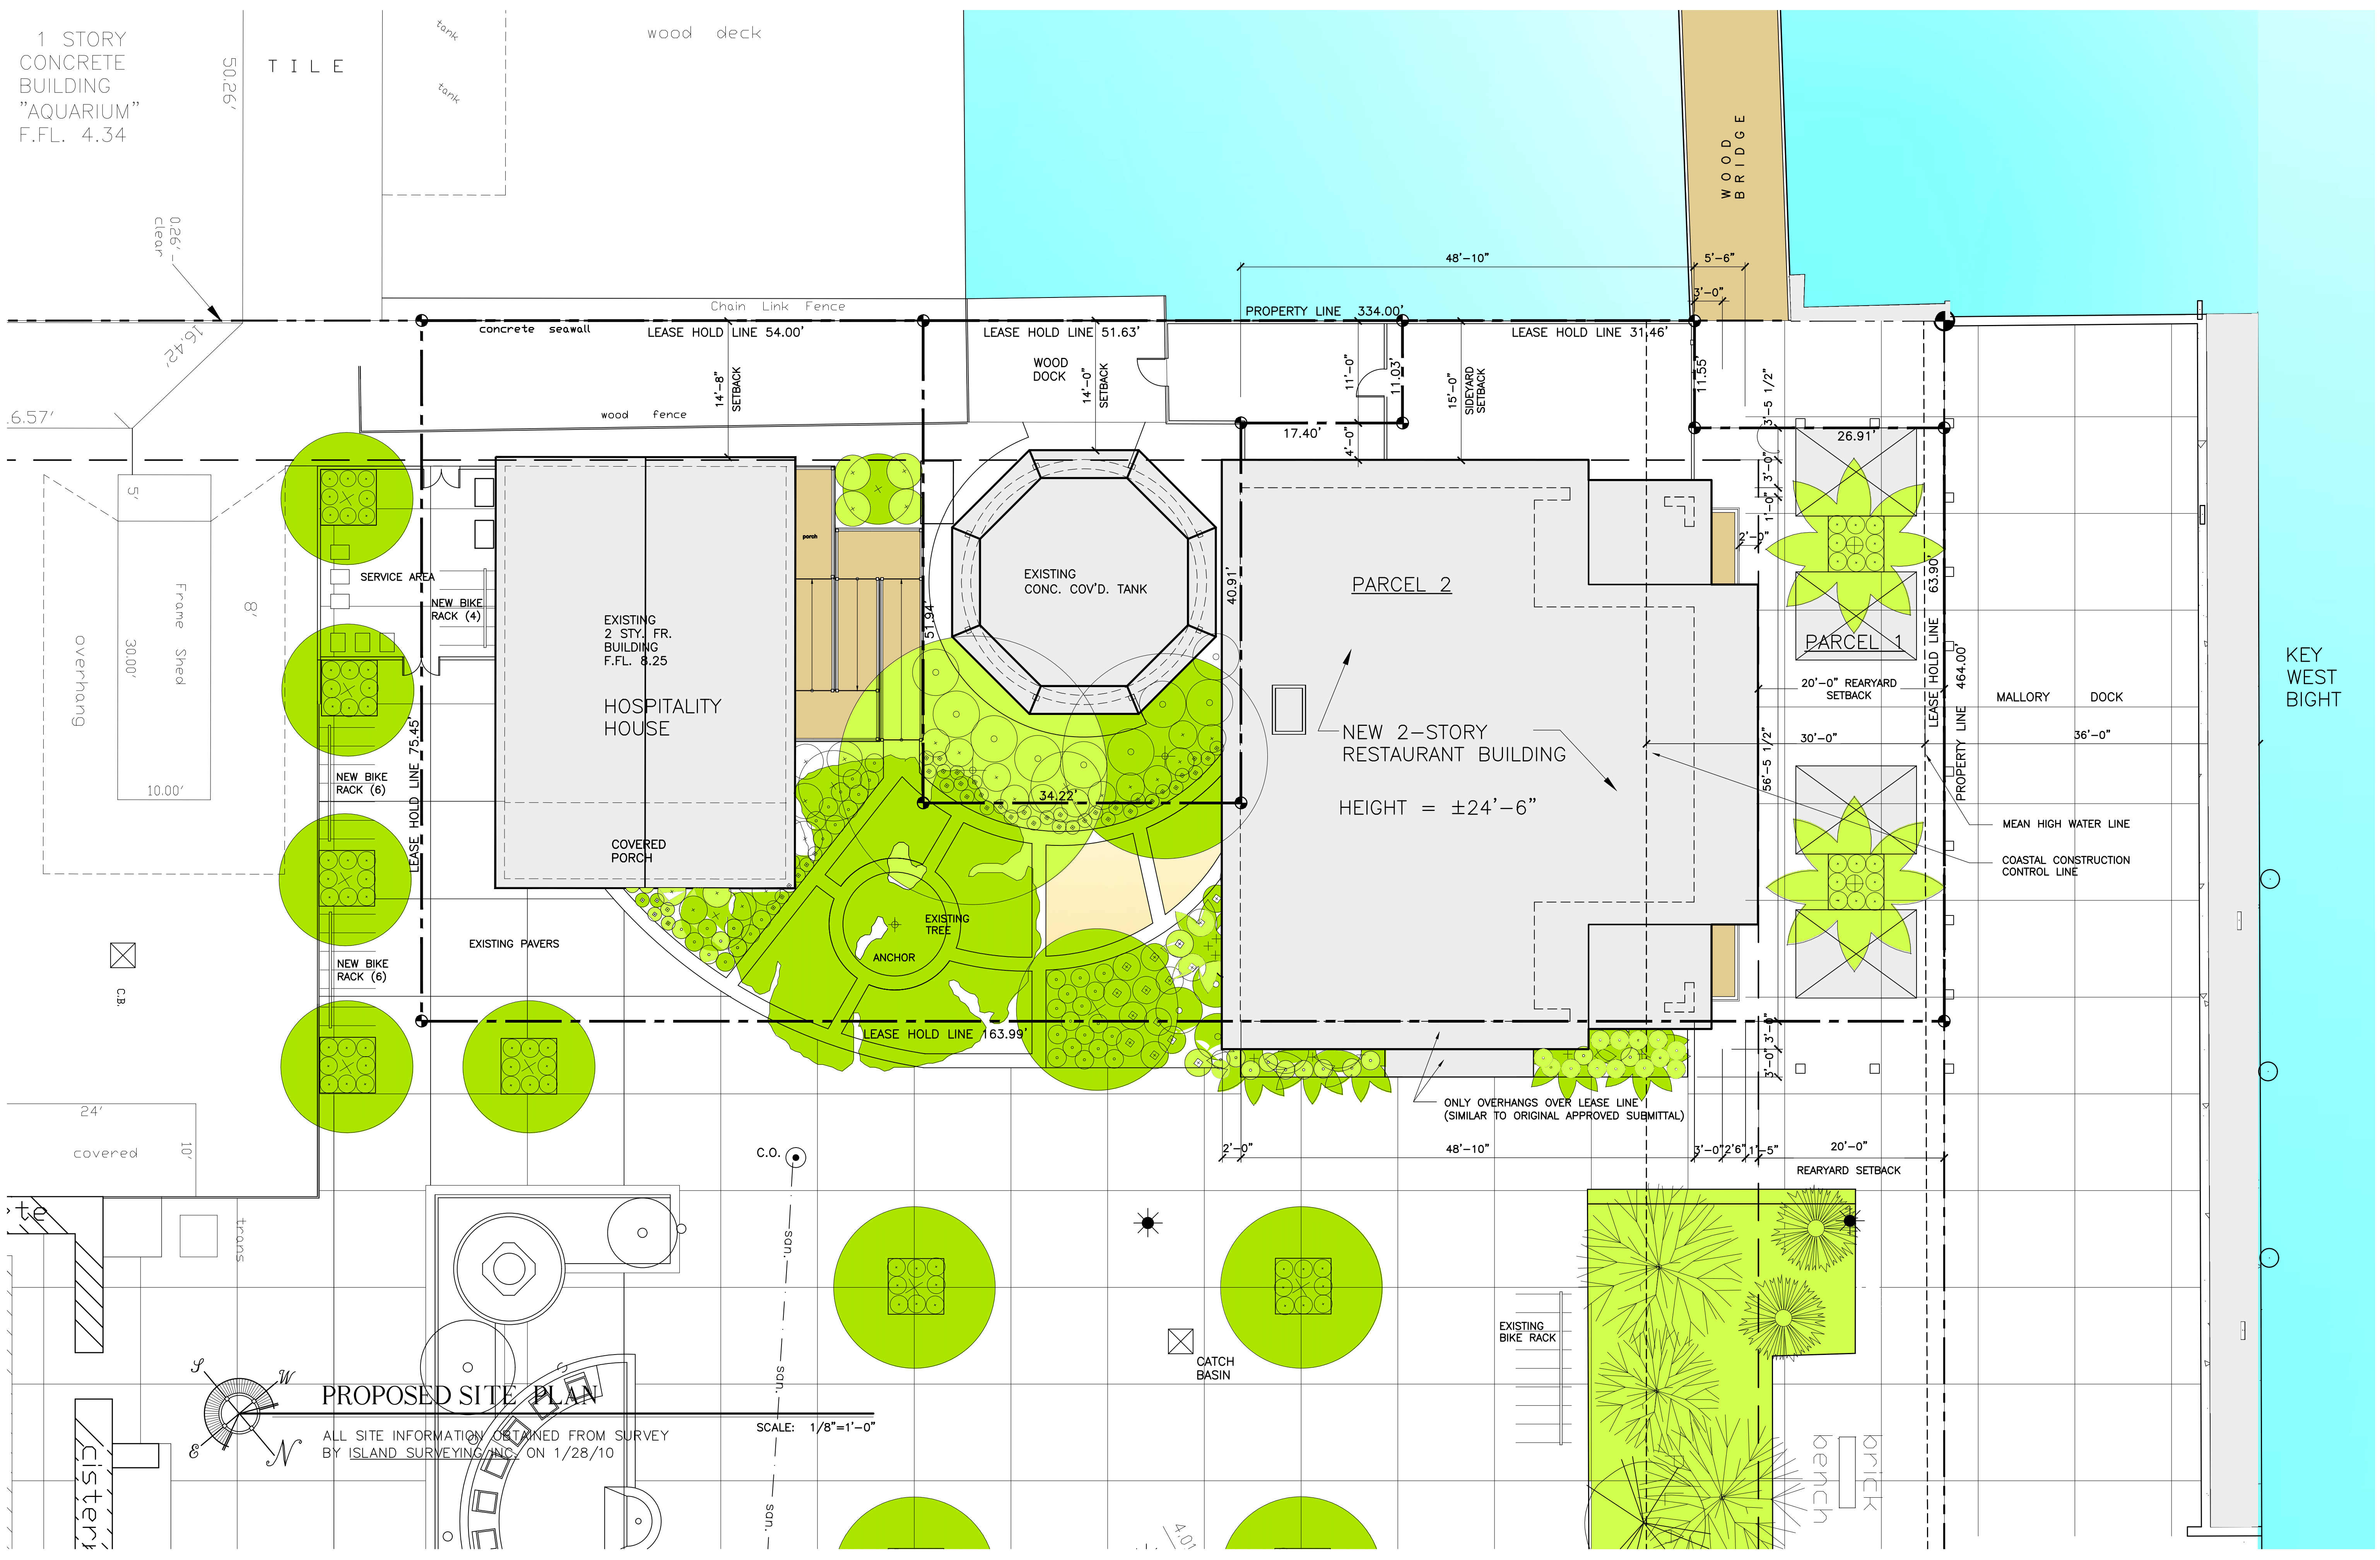 1 STORY
CONCRETE
BUILDING
"AQUARIUM"
F.FL. 4.34
50.26'
TILE
tank
tank
wood deck
WOOD
BRIDGE
0.26'
clear
16.42'
.6.57'
Chain Link Fence
concrete seawall
LEASE HOLD LINE 54.00'
LEASE HOLD LINE 51.63'
PROPERTY LINE 334.00'
LEASE HOLD LINE 31.46'
48'-10"
5'-6"
3'-0"
14'-8"
SETBACK
WOOD
DOCK
14'-0"
SETBACK
11'-0"
11.03'
15'-0"
SIDEYARD
SETBACK
11.55'
3'-5 1/2"
wood fence
17.40'
4'-0"
26.91'
3'-0"
1'-0"
2'-0"
5'
Frame Shed
8'
30.00'
overhang
10.00'
SERVICE AREA
NEW BIKE
RACK (4)
porch
EXISTING
2 STY. FR.
BUILDING
F.FL. 8.25
HOSPITALITY
HOUSE
COVERED
PORCH
51.94'
EXISTING
CONC. COV'D. TANK
40.91'
PARCEL 2
PARCEL 1
LEASE HOLD LINE 63.90'
PROPERTY LINE 464.00'
20'-0" REARYARD
SETBACK
MALLORY DOCK
KEY
WEST
BIGHT
NEW 2-STORY
RESTAURANT BUILDING
HEIGHT = ±24'-6"
30'-0"
36'-0"
56'-5 1/2"
MEAN HIGH WATER LINE
COASTAL CONSTRUCTION
CONTROL LINE
NEW BIKE
RACK (6)
LEASE HOLD LINE 75.45'
34.22'
EXISTING
TREE
ANCHOR
EXISTING PAVERS
NEW BIKE
RACK (6)
C.B.
LEASE HOLD LINE 163.99'
3'-0"
3'-0"
ONLY OVERHANGS OVER LEASE LINE
(SIMILAR TO ORIGINAL APPROVED SUBMITTAL)
24'
covered
10'
C.O.
2'-0"
48'-10"
3'-0"
2'6"
1'-5"
20'-0"
REARYARD SETBACK
te
trans
san.
san.
san.
EXISTING
BIKE RACK
CATCH
BASIN
S
W
E
N
PROPOSED SITE PLAN
SCALE: 1/8"=1'-0"
ALL SITE INFORMATION OBTAINED FROM SURVEY
BY ISLAND SURVEYING INC. ON 1/28/10
cistern
brick
bench
4.01